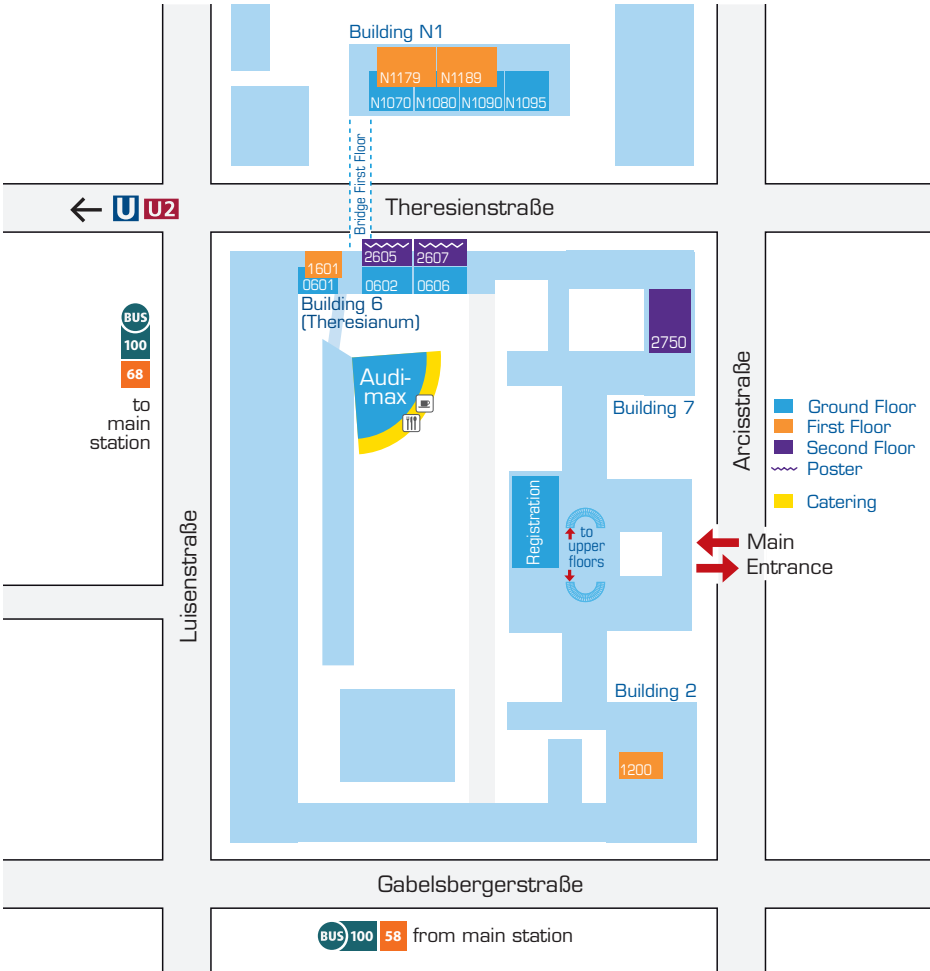 Building N1
N1179 N1189
N1070 N1080 N1090 N1095
Bridge First Floor
U U2 Theresienstraße
2605 2607
1601
0601 0602 0606
Building 6
(Theresianum)
BUS
100
68
to
main
station
2750
Audi-
max
Building 7
Arcisstraße
Ground Floor
First Floor
Second Floor
Poster
Catering
Registration
to
upper
floors
Main
Entrance
Luisenstraße
Building 2
1200
Gabelsbergerstraße
BUS 100 58 from main station